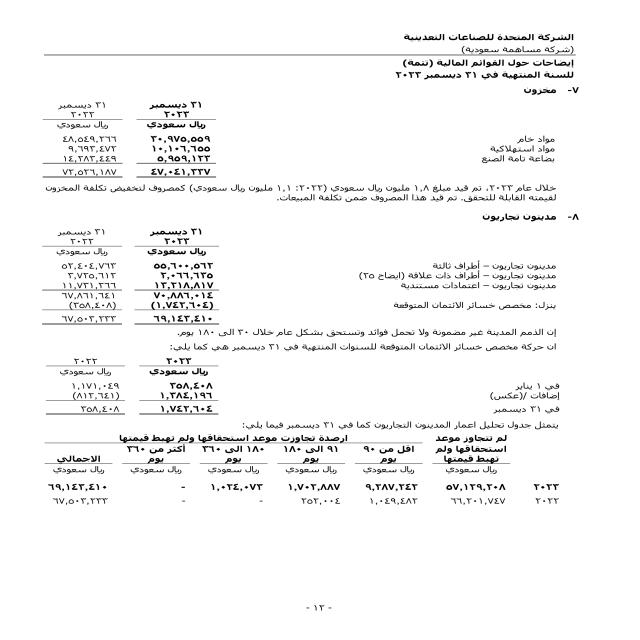 الشركة المتحدة للصناعات التعدينية
(شركة مساهمة سعودية)
إيضاحات حول القوائم المالية (تتمة)
للسنة المنتهية في ٣١ ديسمبر ٢٠٢٣
٧- مخزون
٣١ ديسمبر ٣١ ديسمبر
٢٠٢٣ ٢٠٢٢
ريال سعودي ريال سعودي
مواد خام ٣٠,٩٧٥,٥٥٩ ٤٨,٥٤٩,٢٦٦
مواد استهلاكية ١٠,١٠٦,٦٥٥ ٩,٦٩٣,٤٧٢
بضاعة تامة الصنع ٥,٩٥٩,١٢٣ ١٤,٢٨٣,٤٤٩
٤٧,٠٤١,٣٣٧ ٧٢,٥٢٦,١٨٧
خلال عام ٢٠٢٣، تم قيد مبلغ ١,٨ مليون ريال سعودي (٢٠٢٢: ١,١ مليون ريال سعودي) كمصروف لتخفيض تكلفة المخزون
لقيمته القابلة للتحقق. تم قيد هذا المصروف ضمن تكلفة المبيعات.
٨- مدينون تجاريون
٣١ ديسمبر ٣١ ديسمبر
٢٠٢٣ ٢٠٢٢
ريال سعودي ريال سعودي
مدينون تجاريون – أطراف ثالثة ٥٥,٦٠٠,٥٦٢ ٥٢,٤٠٤,٧٦٣
مدينون تجاريون – أطراف ذات علاقة (ايضاح ٢٥) ٢,٠٦٦,٦٣٥ ٣,٧٢٥,٦١٢
مدينون تجاريون – اعتمادات مستندية ١٣,٢١٨,٨١٧ ١١,٧٣١,٢٦٦
٧٠,٨٨٦,٠١٤ ٦٧,٨٦١,٦٤١
ينزل: مخصص خسائر الائتمان المتوقعة (١,٧٤٢,٦٠٤) (٣٥٨,٤٠٨)
٦٩,١٤٣,٤١٠ ٦٧,٥٠٣,٢٣٣
إن الذمم المدينة غير مضمونة ولا تحمل فوائد وتستحق بشكل عام خلال ٣٠ الى ١٨٠ يوم.
ان حركة مخصص خسائر الائتمان المتوقعة للسنوات المنتهية في ٣١ ديسمبر هي كما يلي:
٢٠٢٣ ٢٠٢٢
ريال سعودي ريال سعودي
في ١ يناير ٣٥٨,٤٠٨ ١,١٧١,٠٤٩
إضافات /(عكس) ١,٣٨٤,١٩٦ (٨١٢,٦٤١)
في ٣١ ديسمبر ١,٧٤٢,٦٠٤ ٣٥٨,٤٠٨
يتمثل جدول تحليل اعمار المدينون التجاريون كما في ٣١ ديسمبر فيما يلي:
لم تتجاوز موعد ارصدة تجاوزت موعد استحقاقها ولم تهبط قيمتها
استحقاقها ولم اقل من ٩٠ ٩١ الى ١٨٠ ١٨٠ الى ٣٦٠ أكثر من ٣٦٠
تهبط قيمتها يوم يوم يوم يوم الاجمالي
ريال سعودي ريال سعودي ريال سعودي ريال سعودي ريال سعودي ريال سعودي
٢٠٢٣ ٥٧,١٢٩,٢٠٨ ٩,٢٨٧,٢٤٢ ١,٧٠٢,٨٨٧ ١,٠٢٤,٠٧٣ - ٦٩,١٤٣,٤١٠
٢٠٢٢ ٦٦,٢٠١,٧٤٧ ١,٠٤٩,٤٨٢ ٢٥٢,٠٠٤ - - ٦٧,٥٠٣,٢٣٣
- ١٣ -